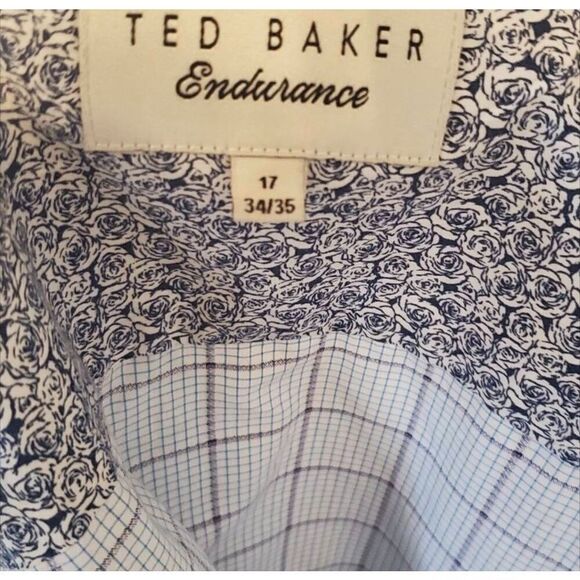 TED BAKER
Endurance
17
34/35